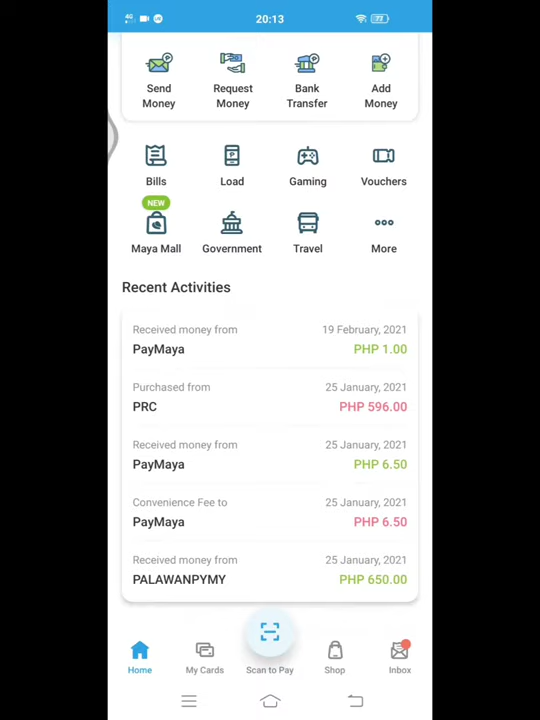 4G 20:13 77
Send Request Bank Add
Money Money Transfer Money
Bills Load Gaming Vouchers
NEW
Maya Mall Government Travel More
Recent Activities
Received money from 19 February, 2021
PayMaya PHP 1.00
Purchased from 25 January, 2021
PRC PHP 596.00
Received money from 25 January, 2021
PayMaya PHP 6.50
Convenience Fee to 25 January, 2021
PayMaya PHP 6.50
Received money from 25 January, 2021
PALAWANPYMY PHP 650.00
Home My Cards Scan to Pay Shop Inbox